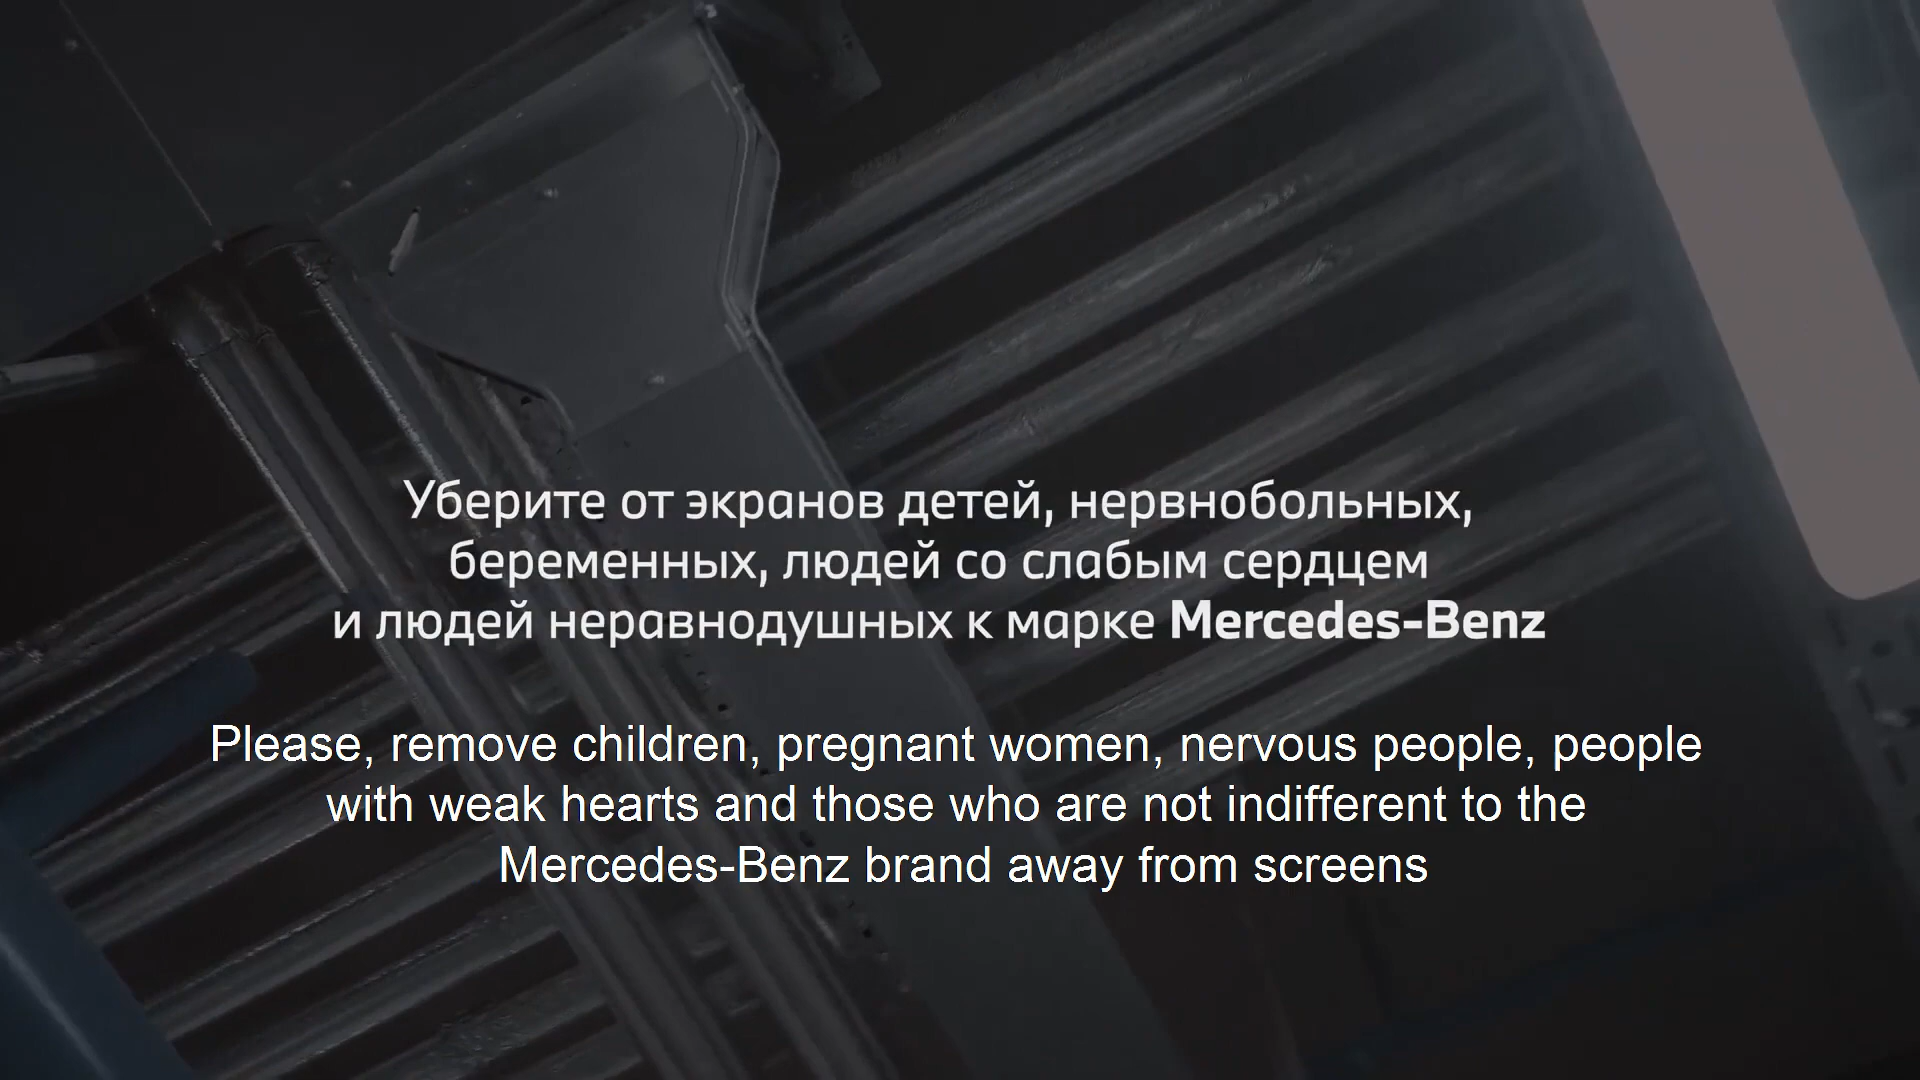 Уберите от экранов детей, нервнобольных,
беременных, людей со слабым сердцем
и людей неравнодушных к марке Mercedes-Benz
Please, remove children, pregnant women, nervous people, people
with weak hearts and those who are not indifferent to the
Mercedes-Benz brand away from screens